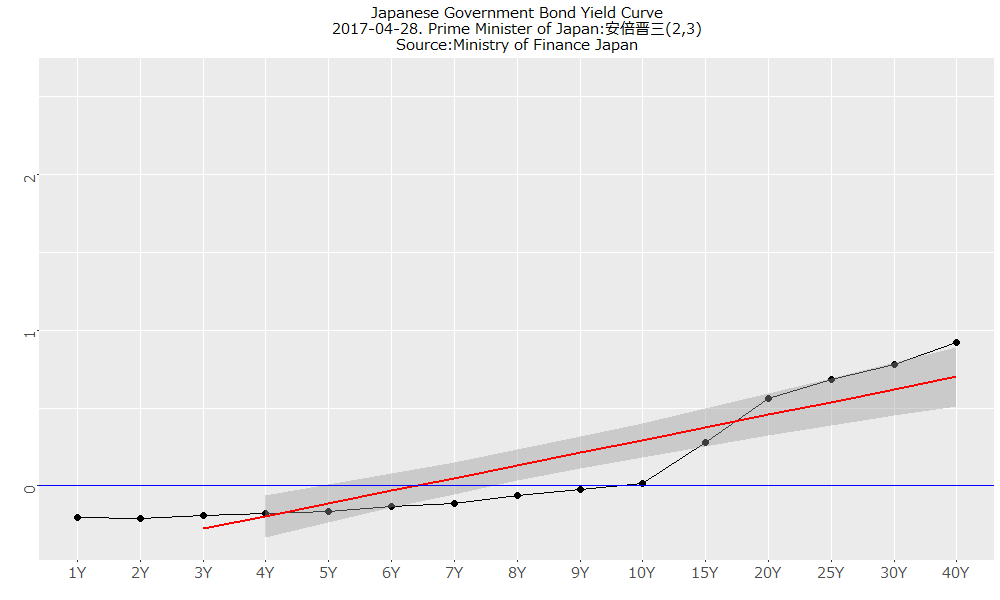 Japanese Government Bond Yield Curve
2017-04-28. Prime Minister of Japan:安倍晋三(2,3)
Source:Ministry of Finance Japan
2
1
0
1Y 2Y 3Y 4Y 5Y 6Y 7Y 8Y 9Y 10Y 15Y 20Y 25Y 30Y 40Y